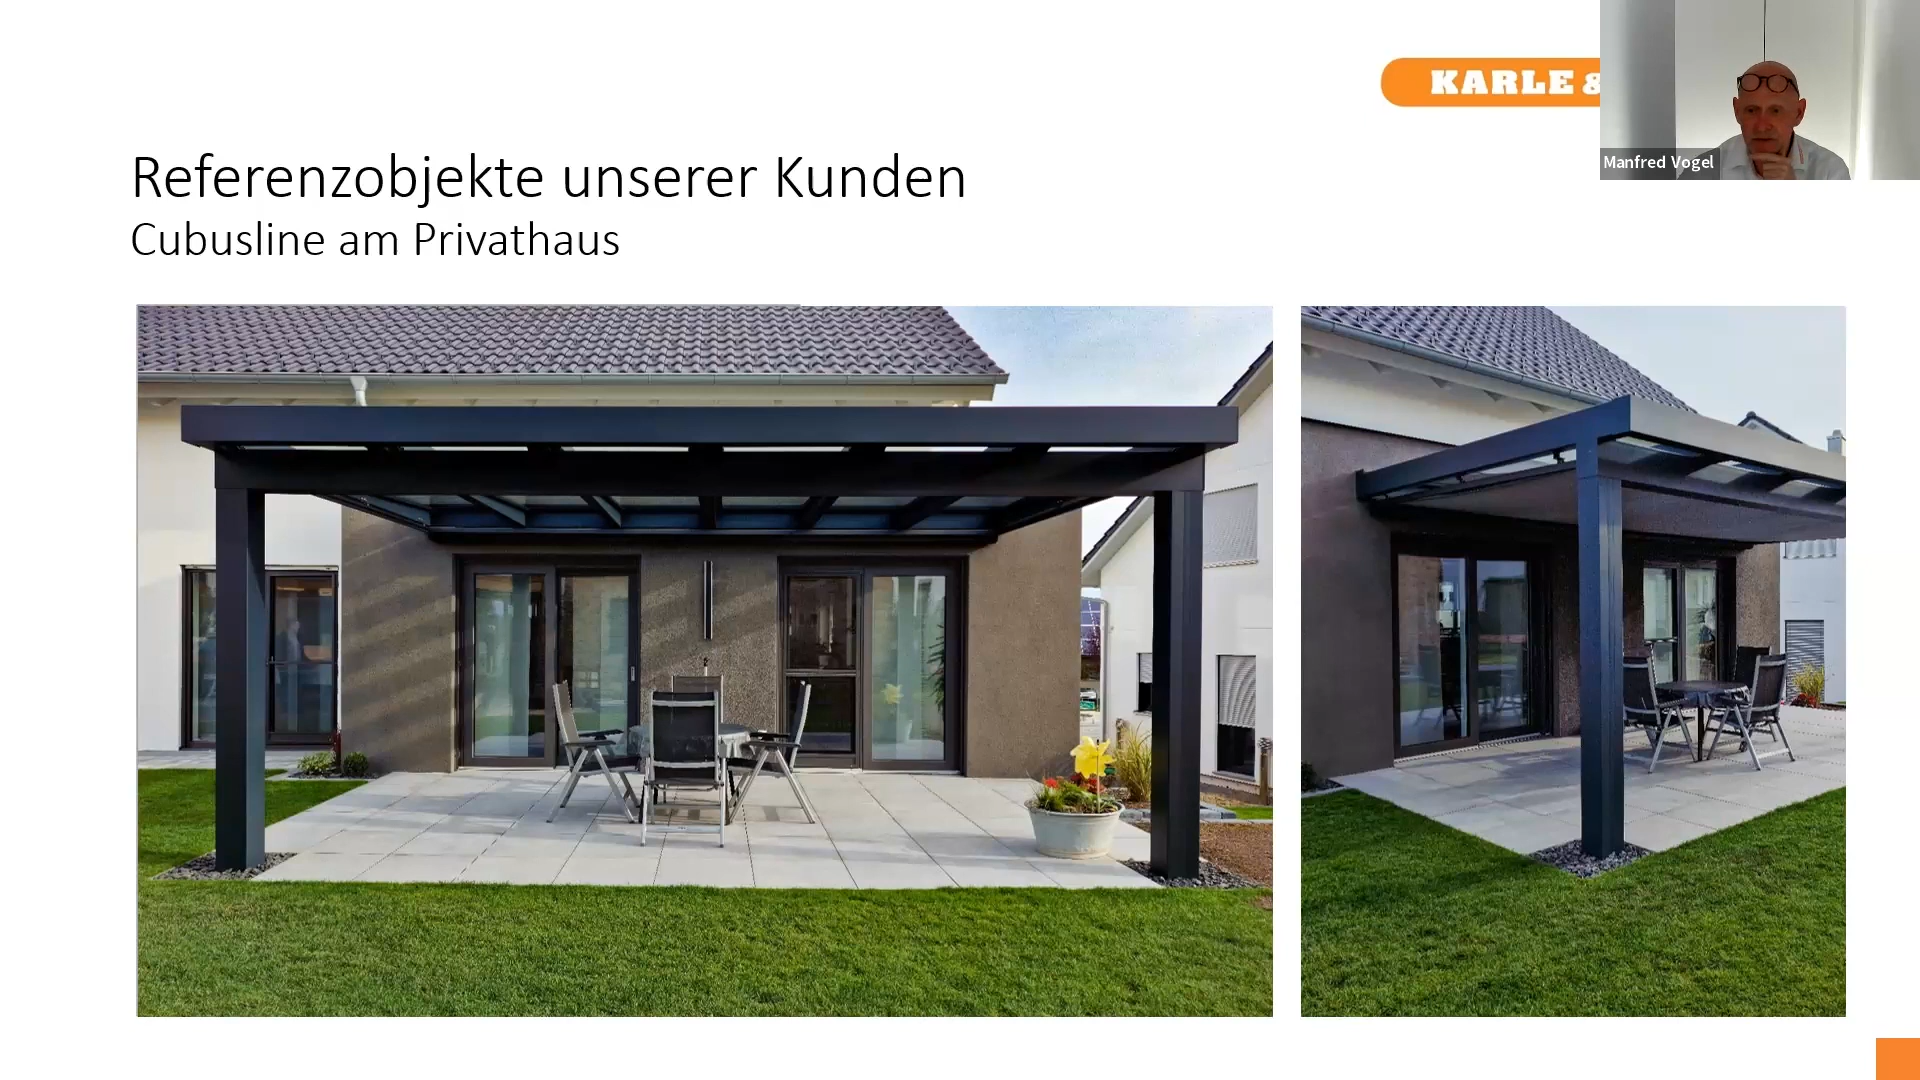 KARLE &
Manfred Vogel
Referenzobjekte unserer Kunden
Cubusline am Privathaus